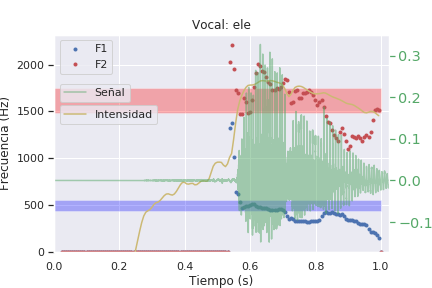 Vocal: ele
F1
F2
Señal
Intensidad
Frecuencia (Hz)
2000
1500
1000
500
0
0.3
0.2
0.1
0.0
−0.1
0.0 0.2 0.4 0.6 0.8 1.0
Tiempo (s)